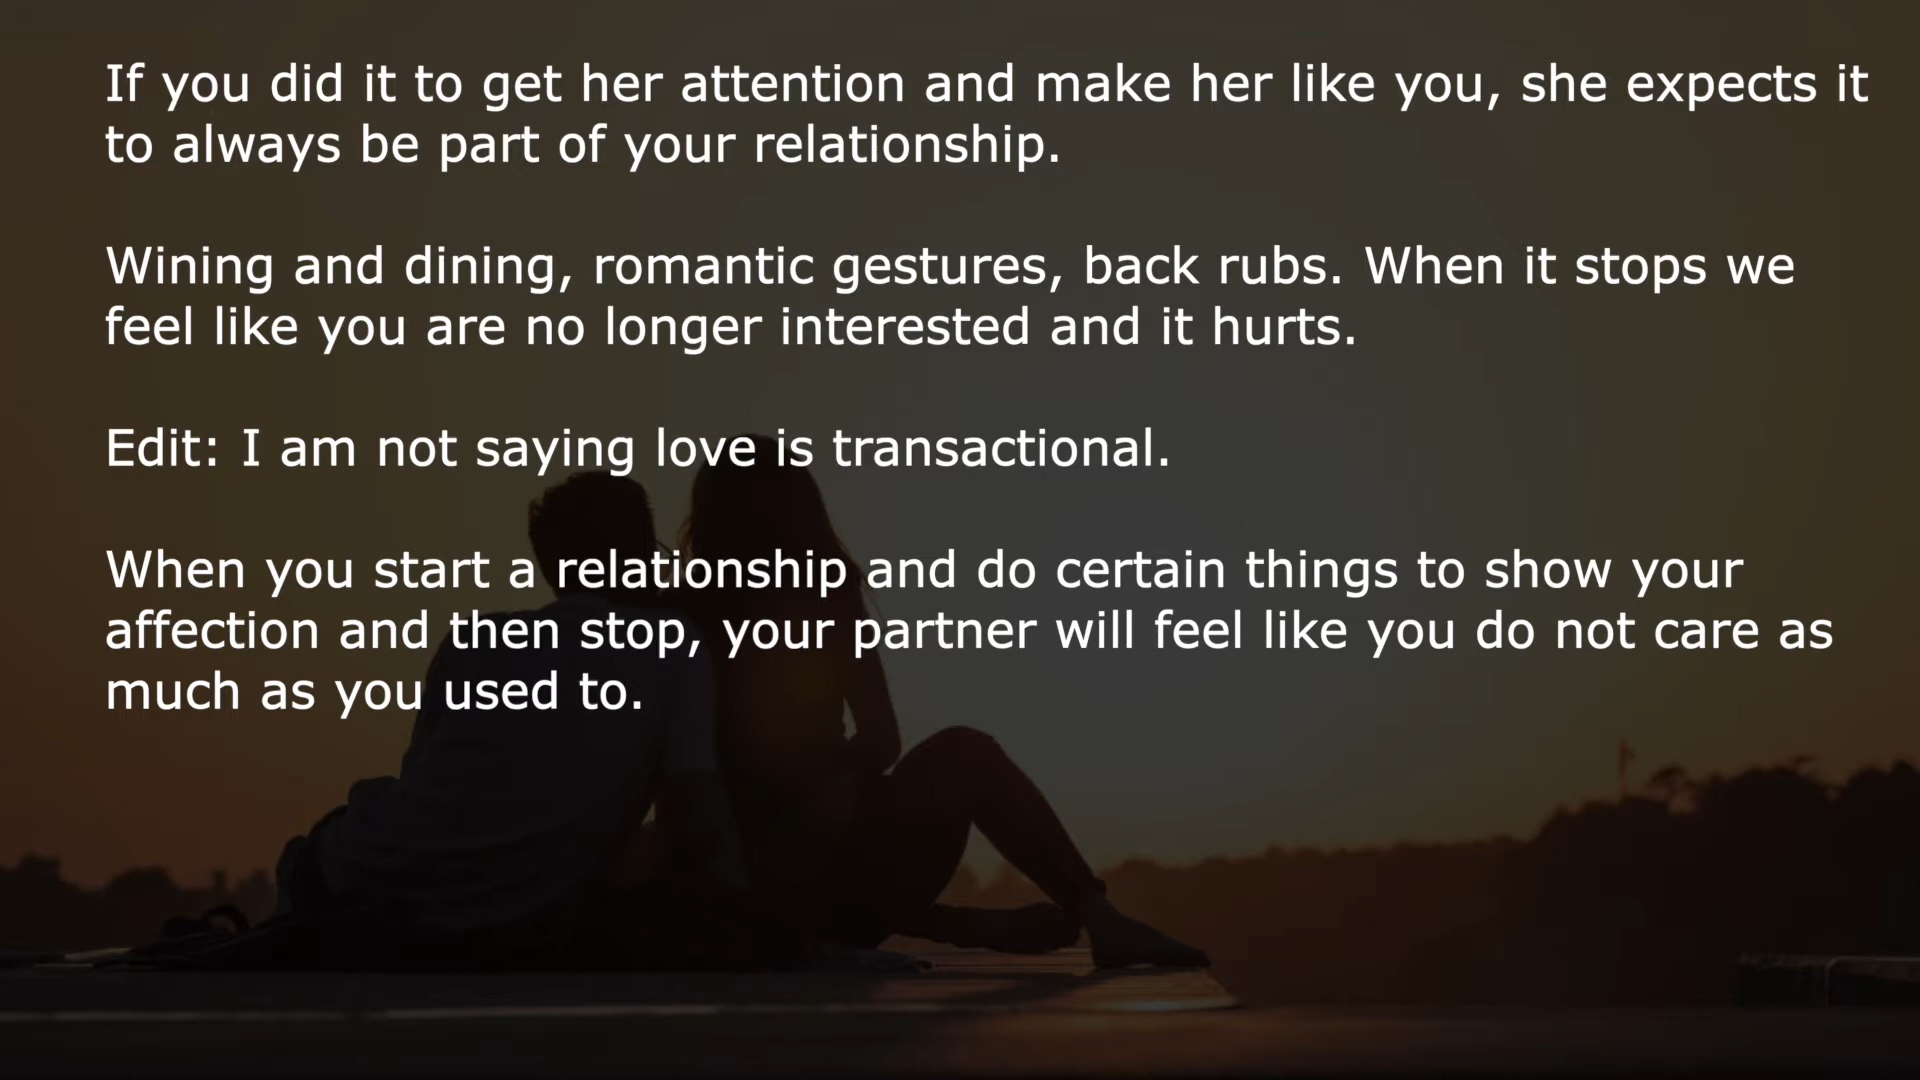 If you did it to get her attention and make her like you, she expects it
to always be part of your relationship.
Wining and dining, romantic gestures, back rubs. When it stops we
feel like you are no longer interested and it hurts.
Edit: I am not saying love is transactional.
When you start a relationship and do certain things to show your
affection and then stop, your partner will feel like you do not care as
much as you used to.